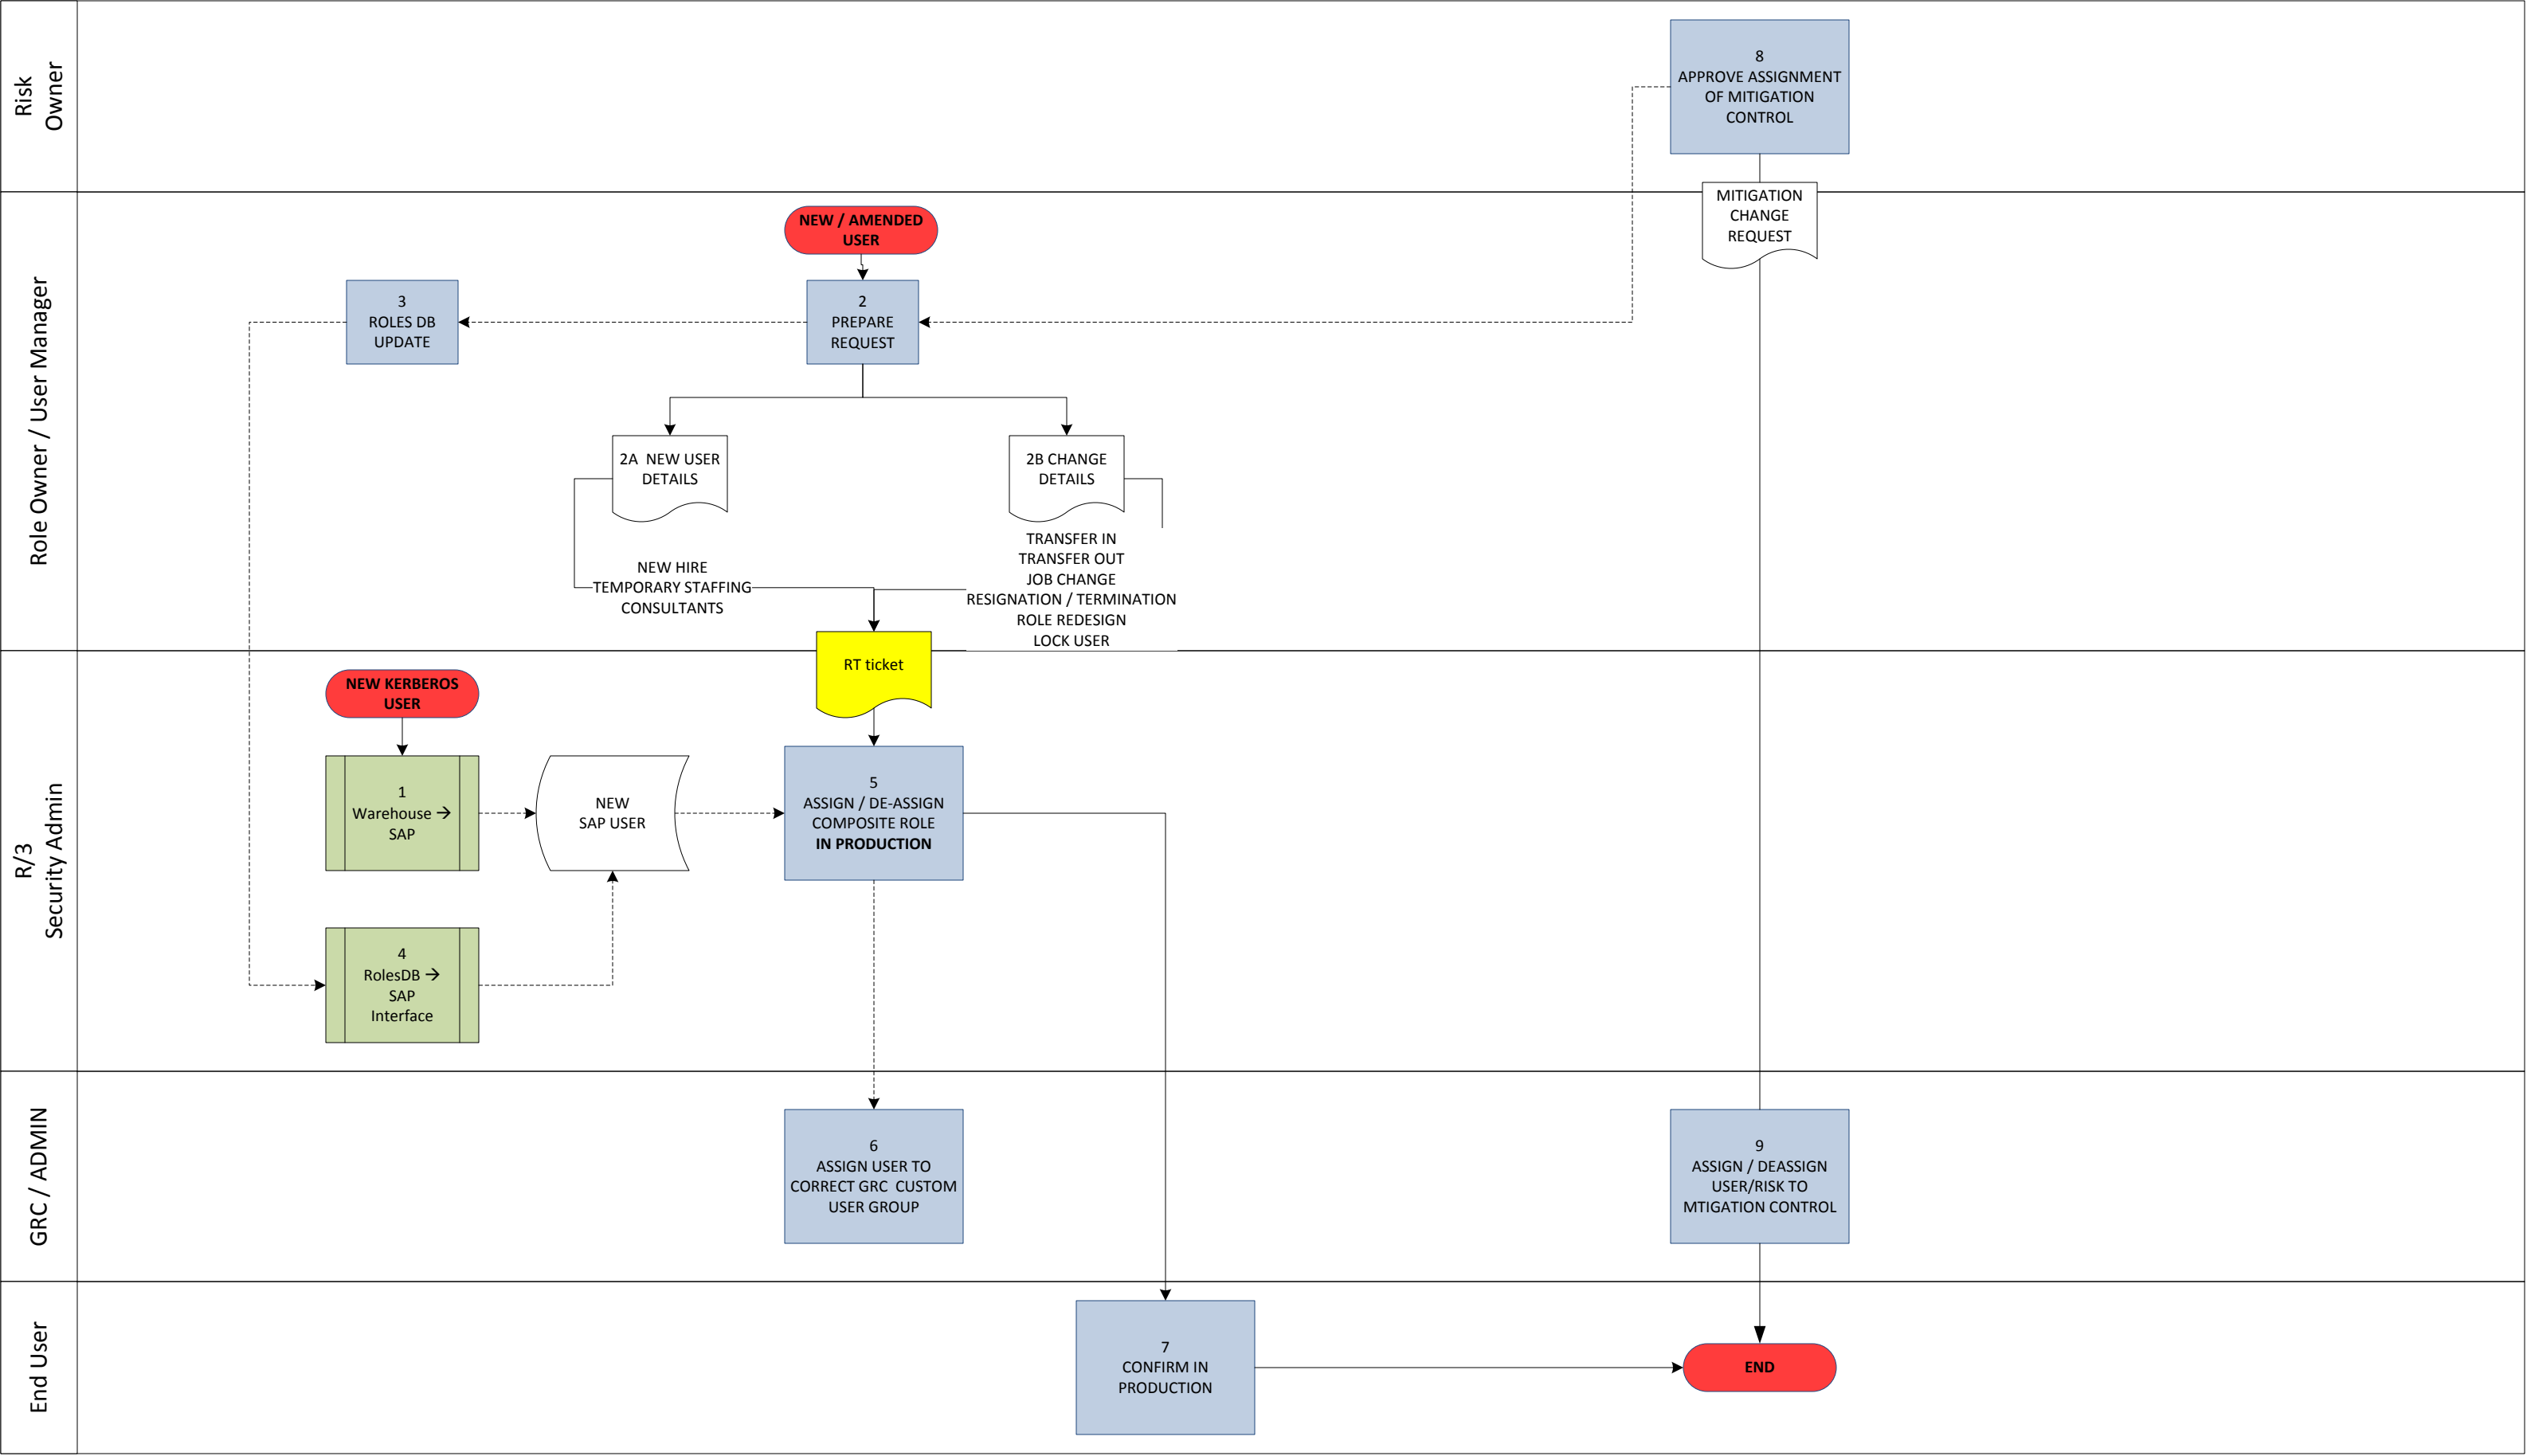 Risk
Owner
8
APPROVE ASSIGNMENT
OF MITIGATION
CONTROL
MITIGATION
CHANGE
REQUEST
Role Owner / User Manager
NEW / AMENDED
USER
3
ROLES DB
UPDATE
2
PREPARE
REQUEST
2A  NEW USER
DETAILS
2B CHANGE
DETAILS
NEW HIRE
TEMPORARY STAFFING
CONSULTANTS
TRANSFER IN
TRANSFER OUT
JOB CHANGE
RESIGNATION / TERMINATION
ROLE REDESIGN
LOCK USER
RT ticket
R/3
Security Admin
NEW KERBEROS
USER
1
Warehouse →
SAP
NEW
SAP USER
5
ASSIGN / DE-ASSIGN
COMPOSITE ROLE
IN PRODUCTION
4
RolesDB →
SAP
Interface
GRC / ADMIN
6
ASSIGN USER TO
CORRECT GRC  CUSTOM
USER GROUP
9
ASSIGN / DEASSIGN
USER/RISK TO
MTIGATION CONTROL
End User
7
CONFIRM IN
PRODUCTION
END